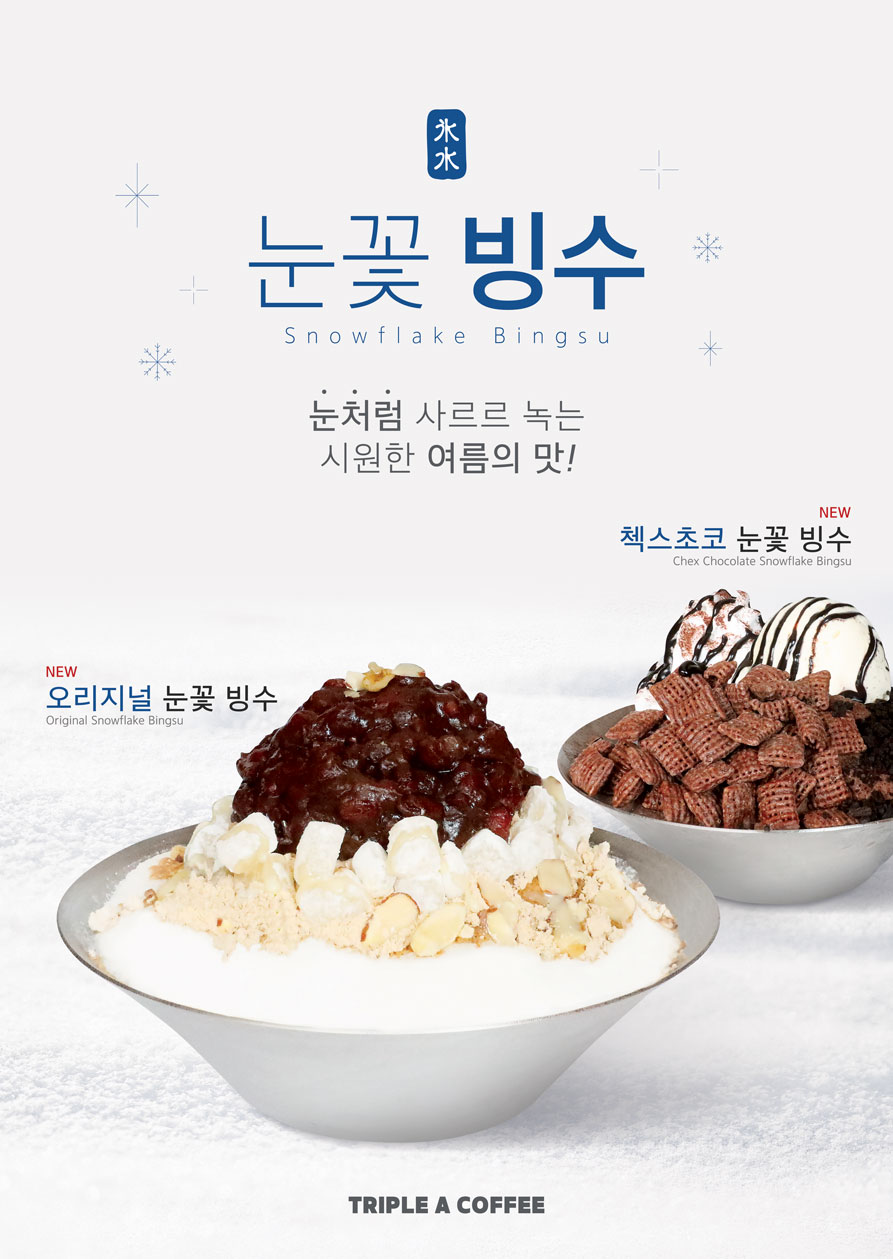 氷
水
눈꽃 빙수
Snowflake Bingsu
눈처럼 사르르 녹는
시원한 여름의 맛!
NEW
첵스초코 눈꽃 빙수
Chex Chocolate Snowflake Bingsu
NEW
오리지널 눈꽃 빙수
Original Snowflake Bingsu
TRIPLE A COFFEE